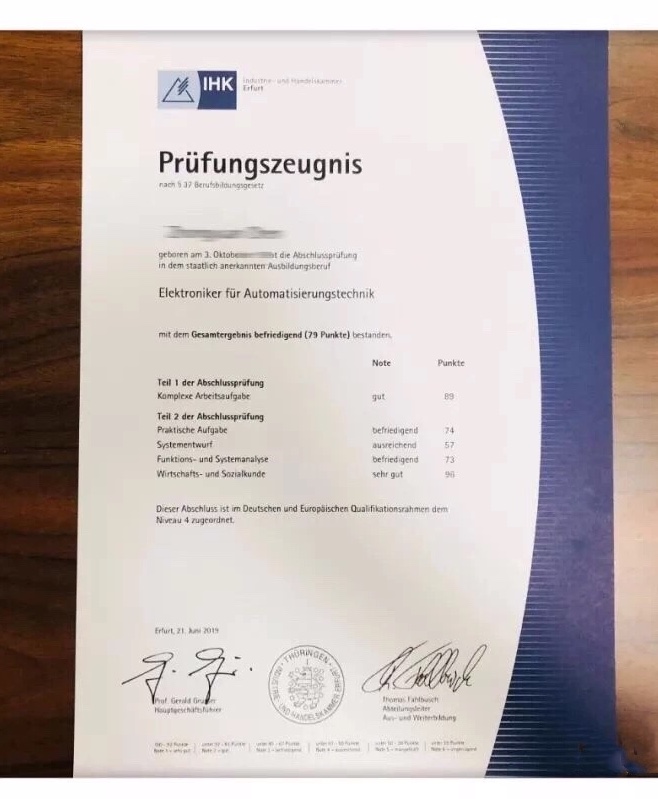 IHK
Industrie- und Handelskammer
Erfurt
Prüfungszeugnis
nach § 37 Berufsbildungsgesetz
geboren am 3. Oktobe t die Abschlussprüfung
in dem staatlich anerkannten Ausbildungsberuf
Elektroniker für Automatisierungstechnik
mit dem Gesamtergebnis befriedigend (79 Punkte) bestanden.
Note Punkte
Teil 1 der Abschlussprüfung
Komplexe Arbeitsaufgabe gut 89
Teil 2 der Abschlussprüfung
Praktische Aufgabe befriedigend 74
Systementwurf ausreichend 57
Funktions- und Systemanalyse befriedigend 73
Wirtschafts- und Sozialkunde sehr gut 96
Dieser Abschluss ist im Deutschen und Europäischen Qualifikationsrahmen dem
Niveau 4 zugeordnet.
Erfurt, 21. Juni 2019
THÜRINGEN
INDUSTRIE UND HANDELSKAMMER ERFURT
Prof. Gerald
Hauptgeschäftsführer
Thomas Fahlbusch
Abteilungsleiter
Aus- und Weiterbildung